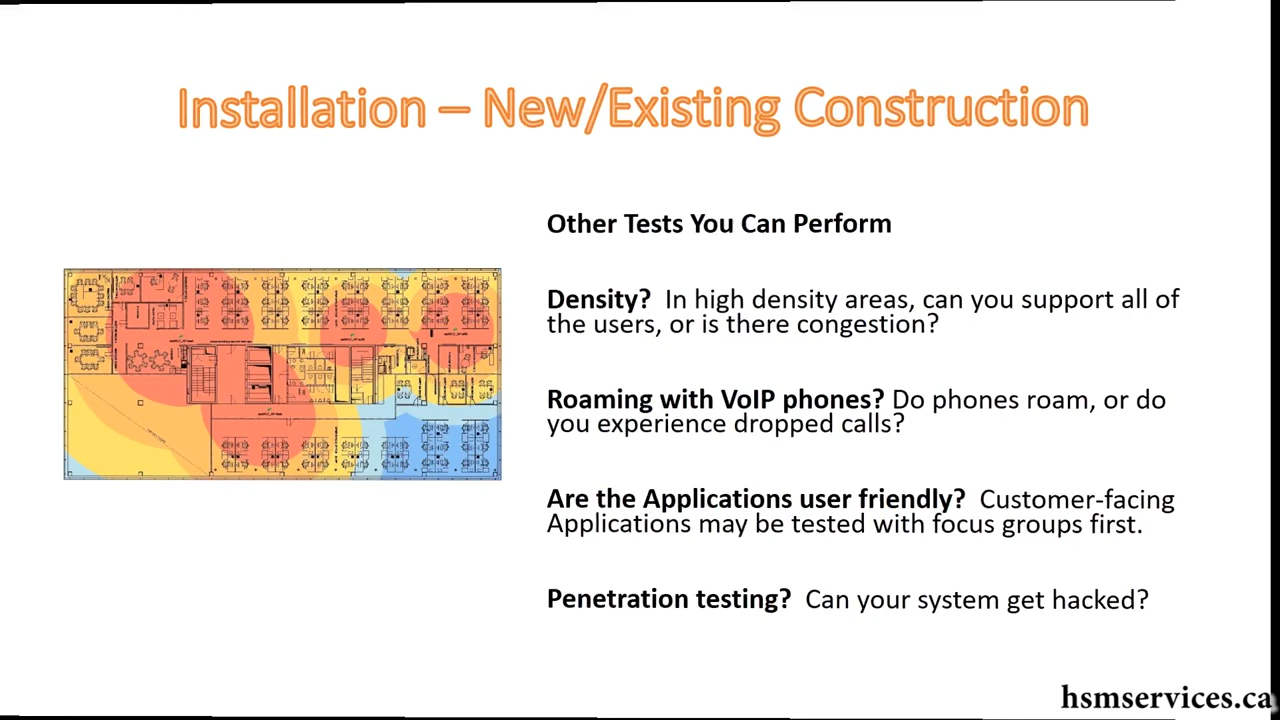 Installation – New/Existing Construction
Other Tests You Can Perform
Density? In high density areas, can you support all of
the users, or is there congestion?
Roaming with VoIP phones? Do phones roam, or do
you experience dropped calls?
Are the Applications user friendly? Customer-facing
Applications may be tested with focus groups first.
Penetration testing? Can your system get hacked?
hsmservices.ca